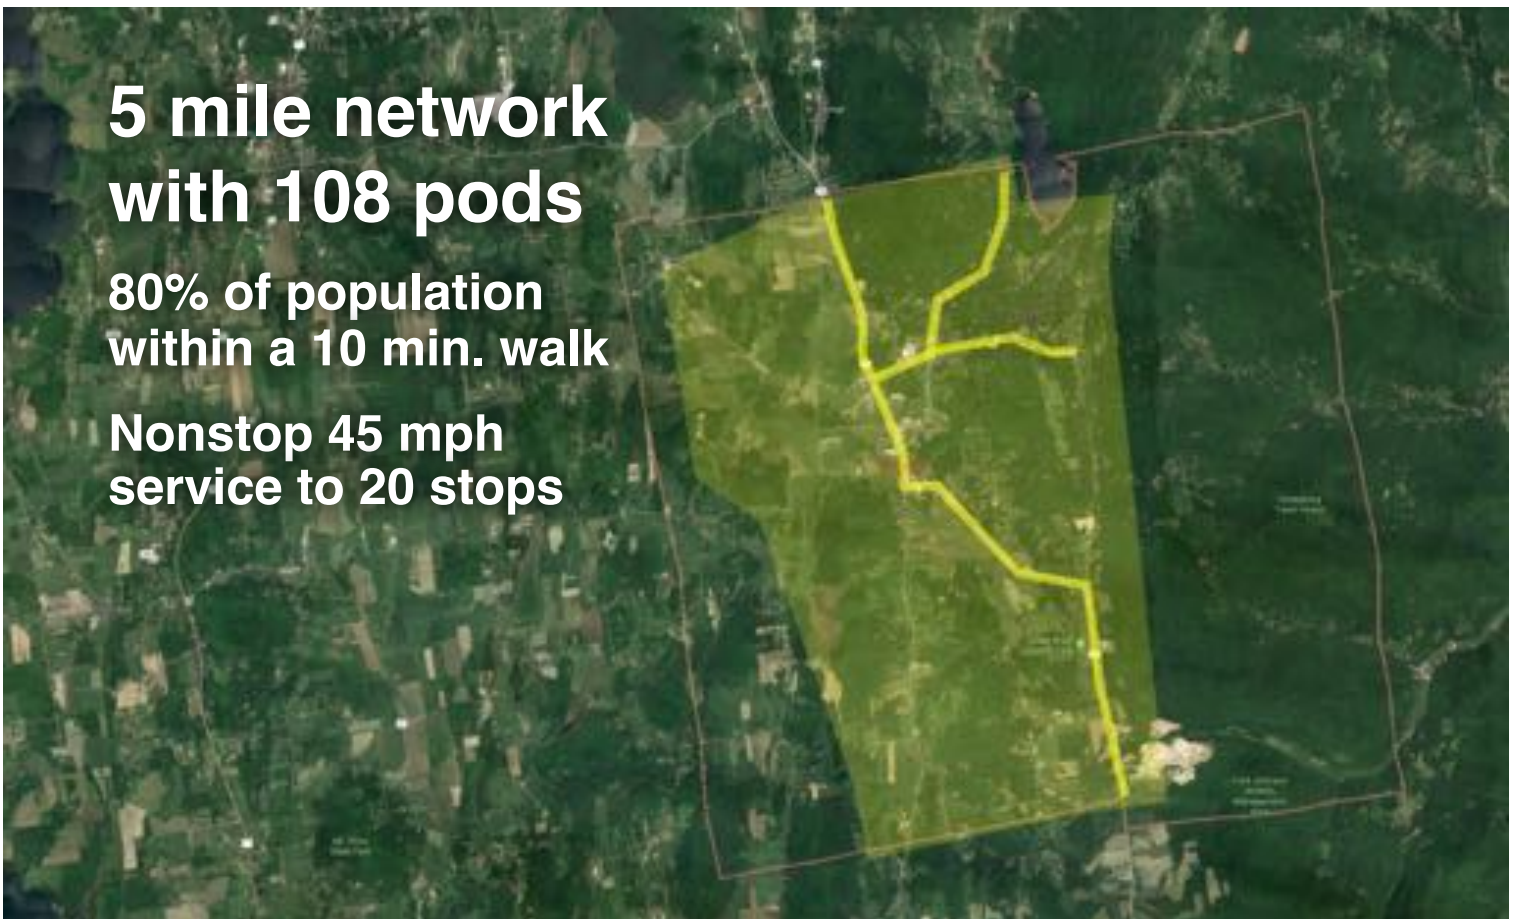 5 mile network
with 108 pods
80% of population
within a 10 min. walk
Nonstop 45 mph
service to 20 stops